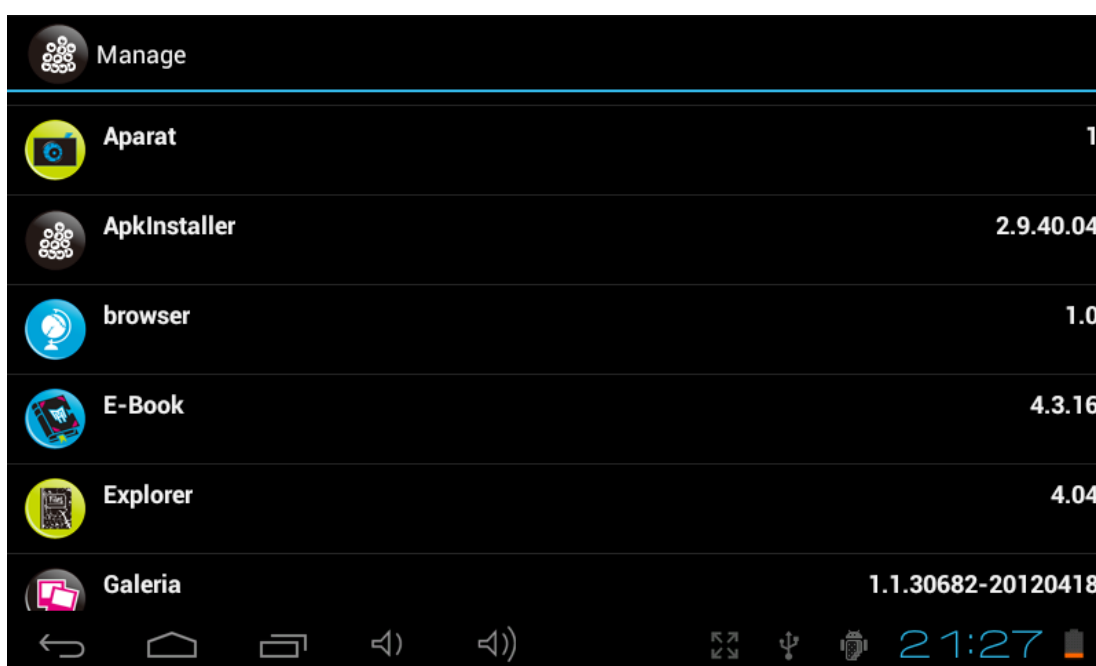 Manage
Aparat 1
ApkInstaller 2.9.40.04
browser 1.0
E-Book 4.3.16
Explorer 4.04
Galeria 1.1.30682-20120418
21:27